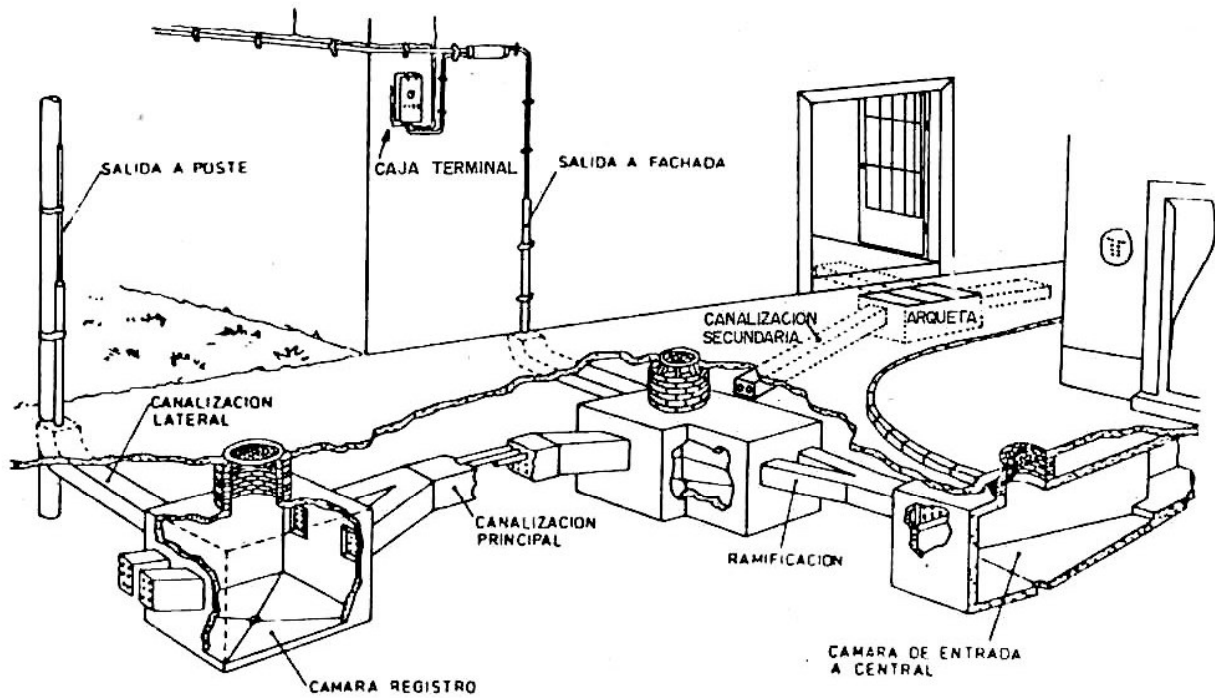 SALIDA A POSTE
CAJA TERMINAL
SALIDA A FACHADA
CANALIZACION
SECUNDARIA
ARQUETA
CANALIZACION
LATERAL
CANALIZACION
PRINCIPAL
RAMIFICACION
CAMARA DE ENTRADA
A CENTRAL
CAMARA REGISTRO